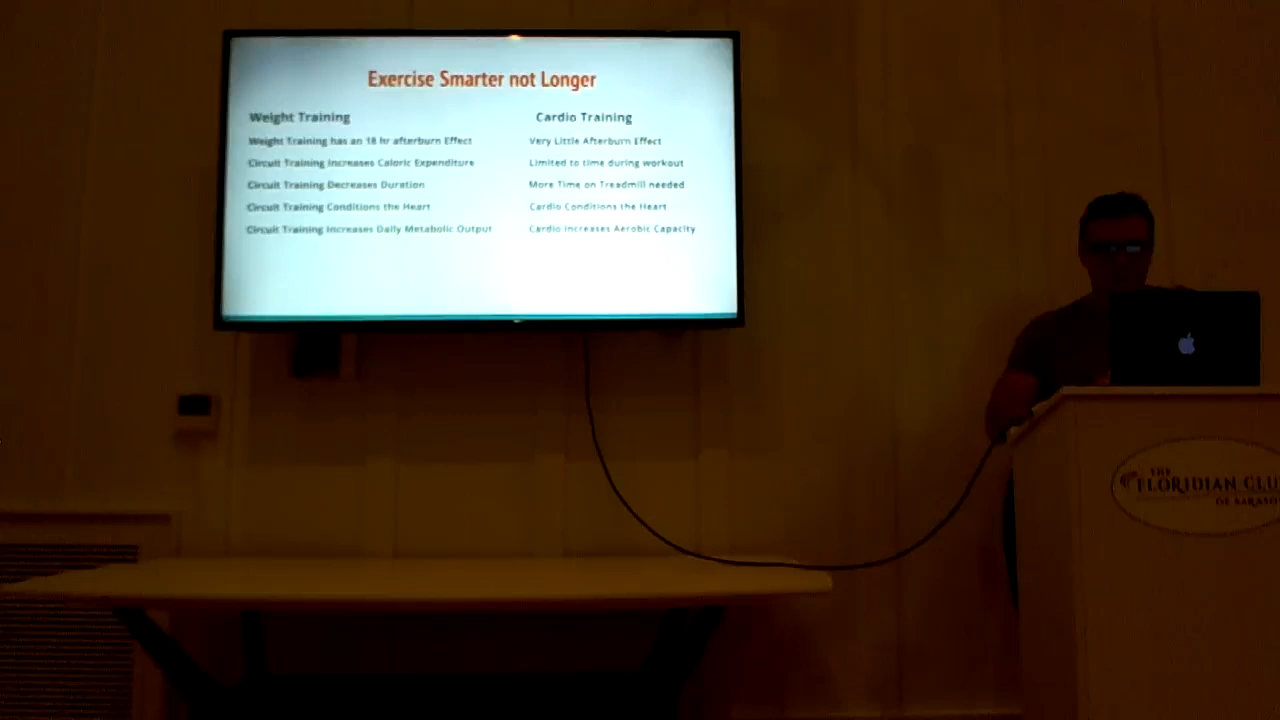 Exercise Smarter not Longer
Weight Training
Weight Training has an 18 hr afterburn Effect
Circuit Training Increases Caloric Expenditure
Circuit Training Decreases Duration
Circuit Training Conditions the Heart
Circuit Training Increases Daily Metabolic Output
Cardio Training
Very Little Afterburn Effect
Limited to time during workout
More Time on Treadmill needed
Cardio Conditions the Heart
Cardio Increases Aerobic Capacity
THE
FLORIDIAN CLU
OF SARASO